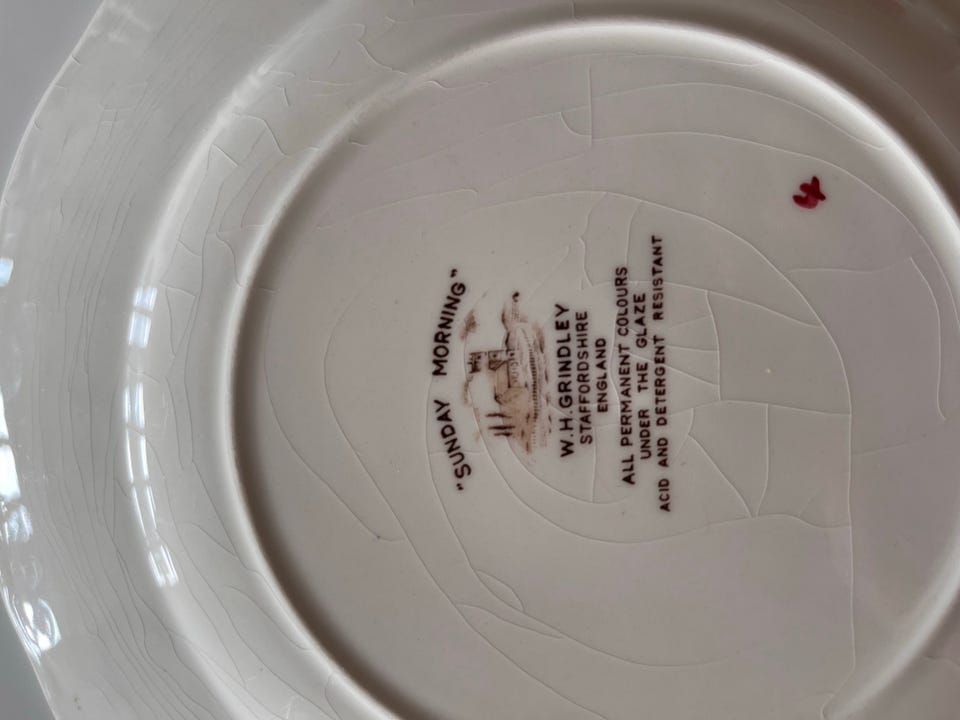 "SUNDAY MORNING"
W.H.GRINDLEY
STAFFORDSHIRE
ENGLAND
ALL PERMANENT COLOURS
UNDER THE GLAZE
ACID AND DETERGENT RESISTANT